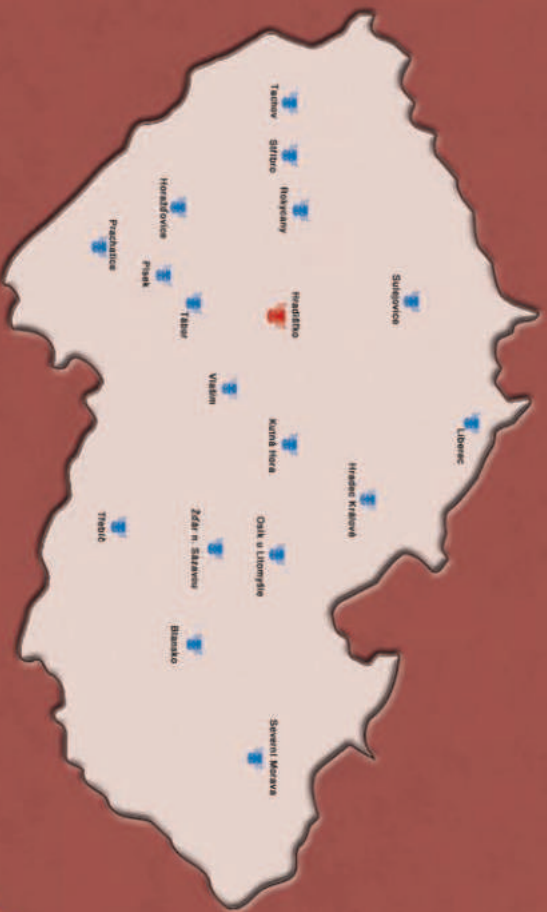 Liberec
Sulejovice
Hradec Králové
Hradišťko
Rokycany
Tachov
Stříbro
Kutná Hora
Severní Morava
Osík u Litomyšle
Vlašim
Žďár n. Sázavou
Tábor
Blansko
Horažďovice
Písek
Prachatice
Třebíč